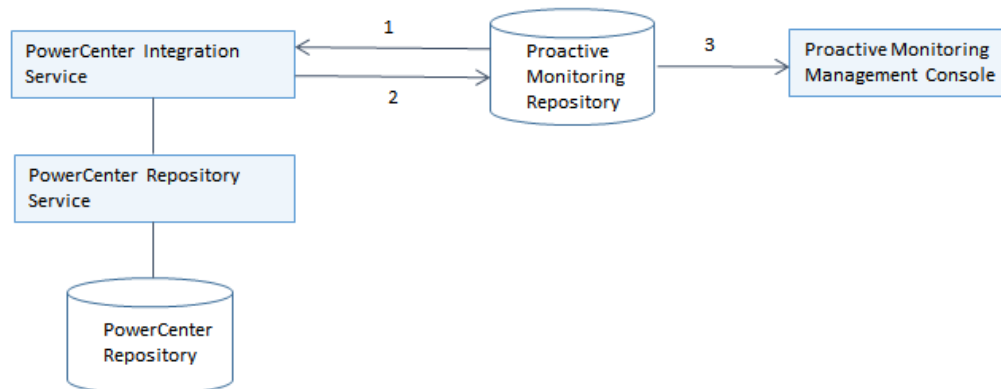 PowerCenter Integration
Service
1
2
Proactive
Monitoring
Repository
3
Proactive Monitoring
Management Console
PowerCenter Repository
Service
PowerCenter
Repository